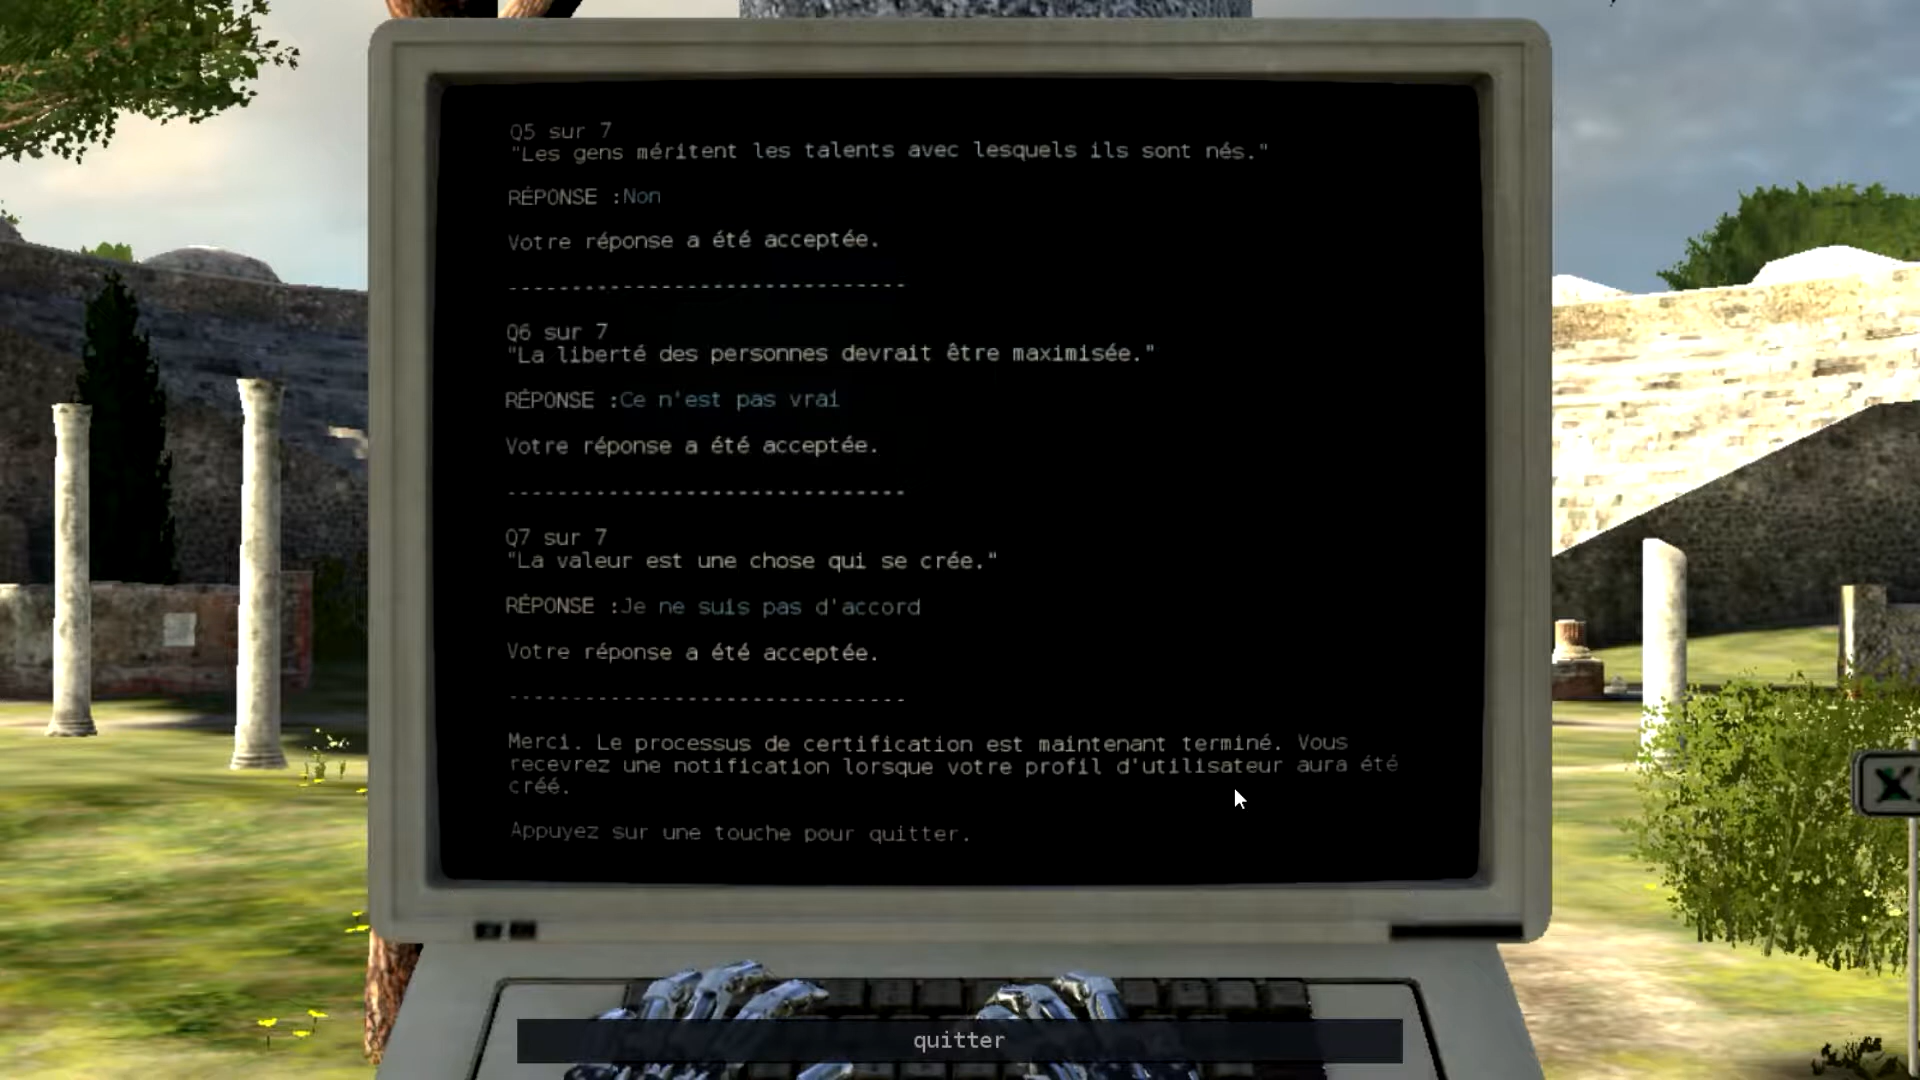 Q5 sur 7
"Les gens méritent les talents avec lesquels ils sont nés."
RÉPONSE :Non
Votre réponse a été acceptée.
-------------------------------
Q6 sur 7
"La liberté des personnes devrait être maximisée."
RÉPONSE :Ce n'est pas vrai
Votre réponse a été acceptée.
-------------------------------
Q7 sur 7
"La valeur est une chose qui se crée."
RÉPONSE :Je ne suis pas d'accord
Votre réponse a été acceptée.
-------------------------------
Merci. Le processus de certification est maintenant terminé. Vous
recevrez une notification lorsque votre profil d'utilisateur aura été
créé.
Appuyez sur une touche pour quitter.
X
quitter